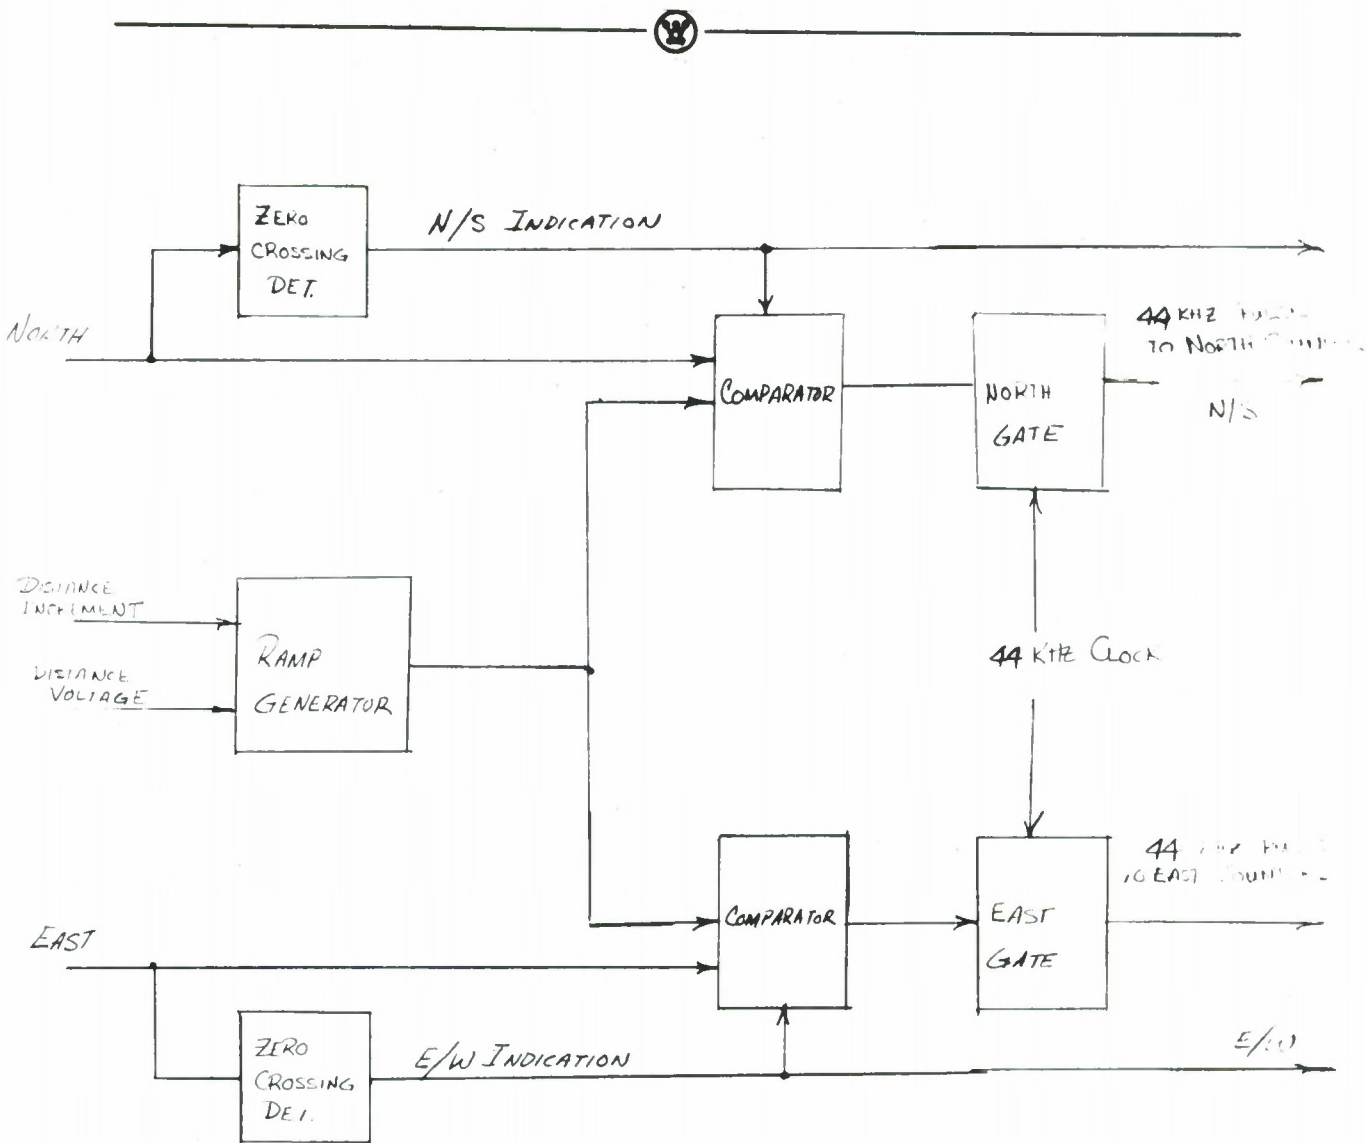 ZERO
CROSSING
DET.
N/S INDICATION
NORTH
44 KHZ
TO NORTH
COMPARATOR
NORTH
GATE
N/S
DISTANCE
INCREMENT
RAMP
GENERATOR
DISTANCE
VOLTAGE
44 KHZ CLOCK
44
TO EAST
COMPARATOR
EAST
GATE
EAST
ZERO
CROSSING
DET.
E/W INDICATION
E/W